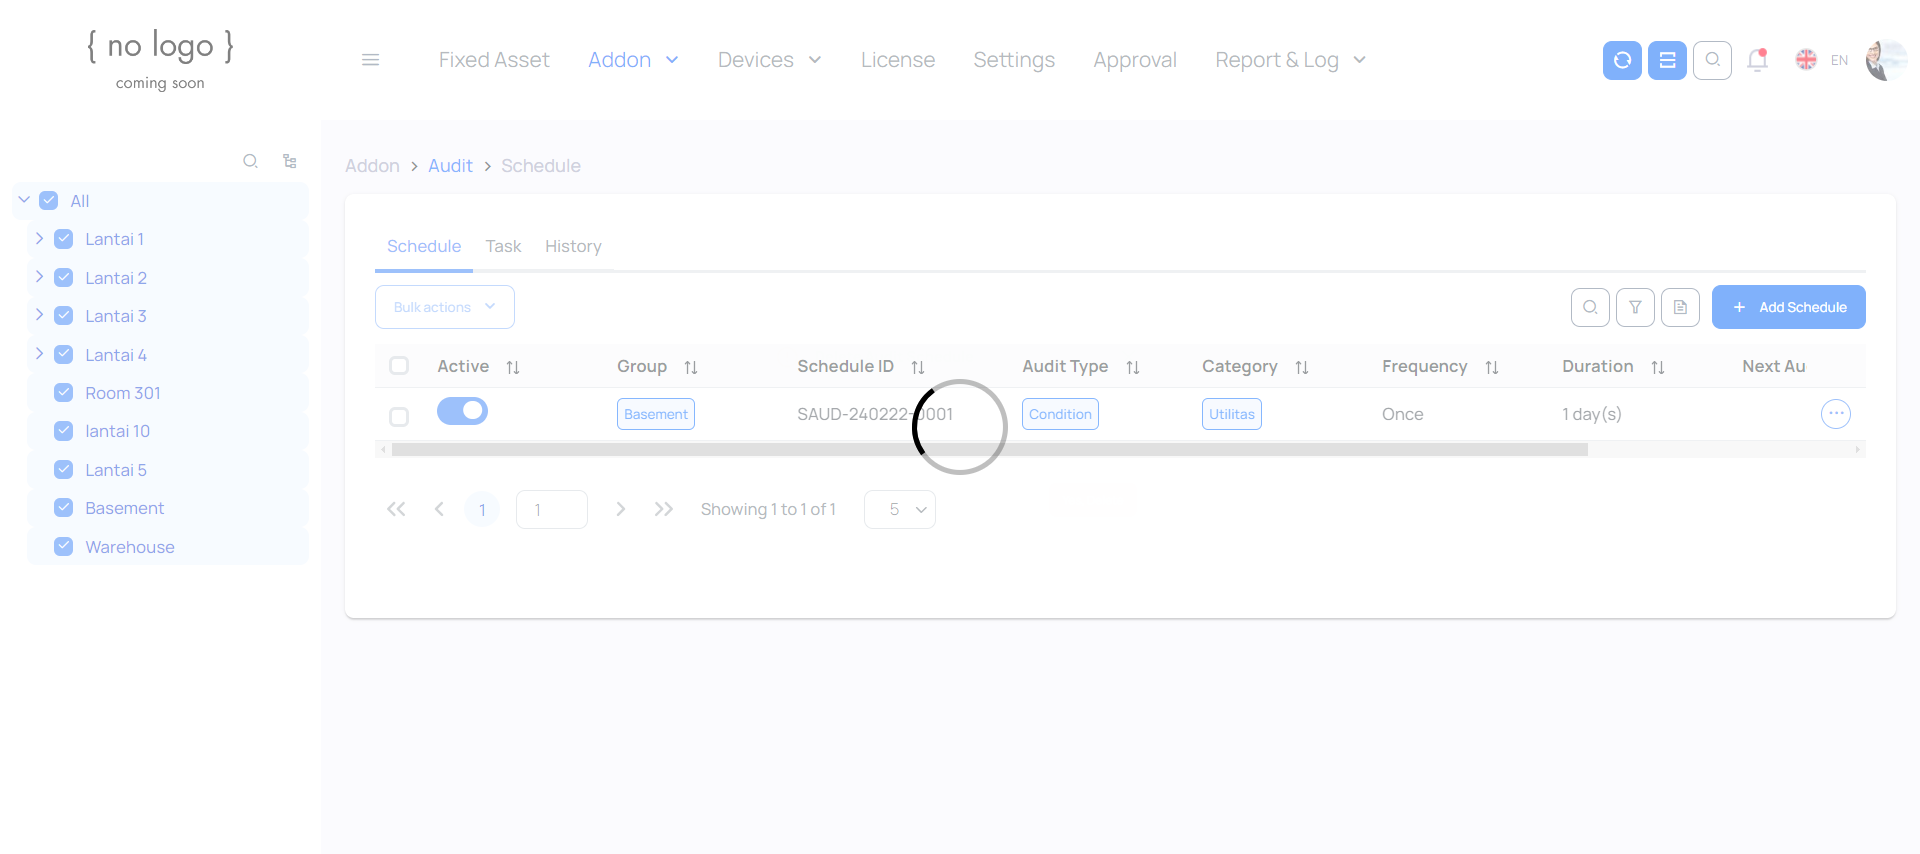 { no logo }
coming soon
Fixed Asset Addon Devices License Settings Approval Report & Log EN
Addon > Audit > Schedule
All
Lantai 1
Lantai 2
Lantai 3
Lantai 4
Room 301
lantai 10
Lantai 5
Basement
Warehouse
Schedule Task History
Bulk actions
+ Add Schedule
Active Group Schedule ID Audit Type Category Frequency Duration Next Au
Basement SAUD-240222-0001 Condition Utilitas Once 1 day(s)
1 1 Showing 1 to 1 of 1 5